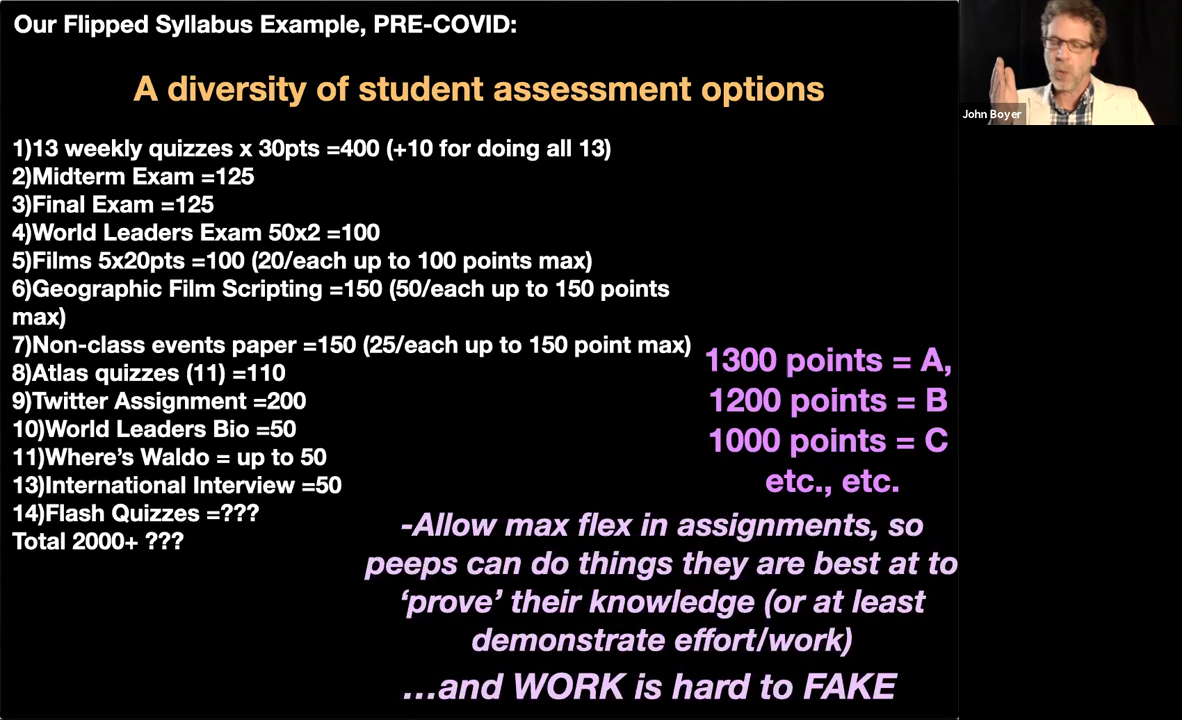 Our Flipped Syllabus Example, PRE-COVID:
A diversity of student assessment options
1)13 weekly quizzes x 30pts =400 (+10 for doing all 13)
2)Midterm Exam =125
3)Final Exam =125
4)World Leaders Exam 50x2 =100
5)Films 5x20pts =100 (20/each up to 100 points max)
6)Geographic Film Scripting =150 (50/each up to 150 points
max)
7)Non-class events paper =150 (25/each up to 150 point max)
8)Atlas quizzes (11) =110
9)Twitter Assignment =200
10)World Leaders Bio =50
11)Where’s Waldo = up to 50
13)International Interview =50
14)Flash Quizzes =???
Total 2000+ ???
1300 points = A,
1200 points = B
1000 points = C
etc., etc.
-Allow max flex in assignments, so
peeps can do things they are best at to
‘prove’ their knowledge (or at least
demonstrate effort/work)
...and WORK is hard to FAKE
John Boyer